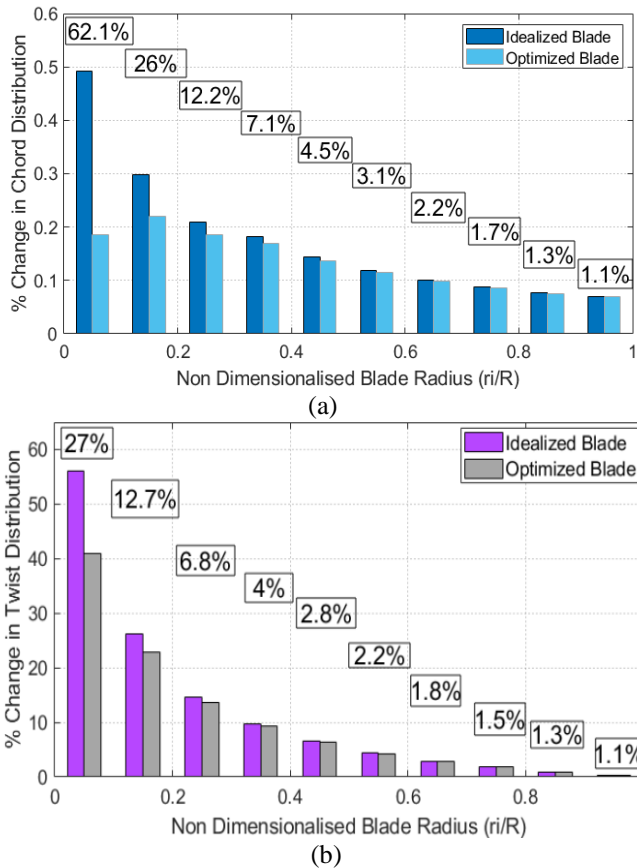 0.6
62.1%
Idealized Blade
Optimized Blade
26%
0.5
12.2%
% Change in Chord Distribution
7.1%
0.4
4.5%
3.1%
0.3
2.2%
1.7%
0.2
1.3%
1.1%
0.1
0
0 0.2 0.4 0.6 0.8 1
Non Dimensionalised Blade Radius (ri/R)
(a)
60
27%
Idealized Blade
Optimized Blade
12.7%
50
6.8%
% Change in Twist Distribution
40
4%
2.8%
30
2.2%
20
1.8%
1.5%
1.3%
10
1.1%
0
0 0.2 0.4 0.6 0.8
Non Dimensionalised Blade Radius (ri/R)
(b)